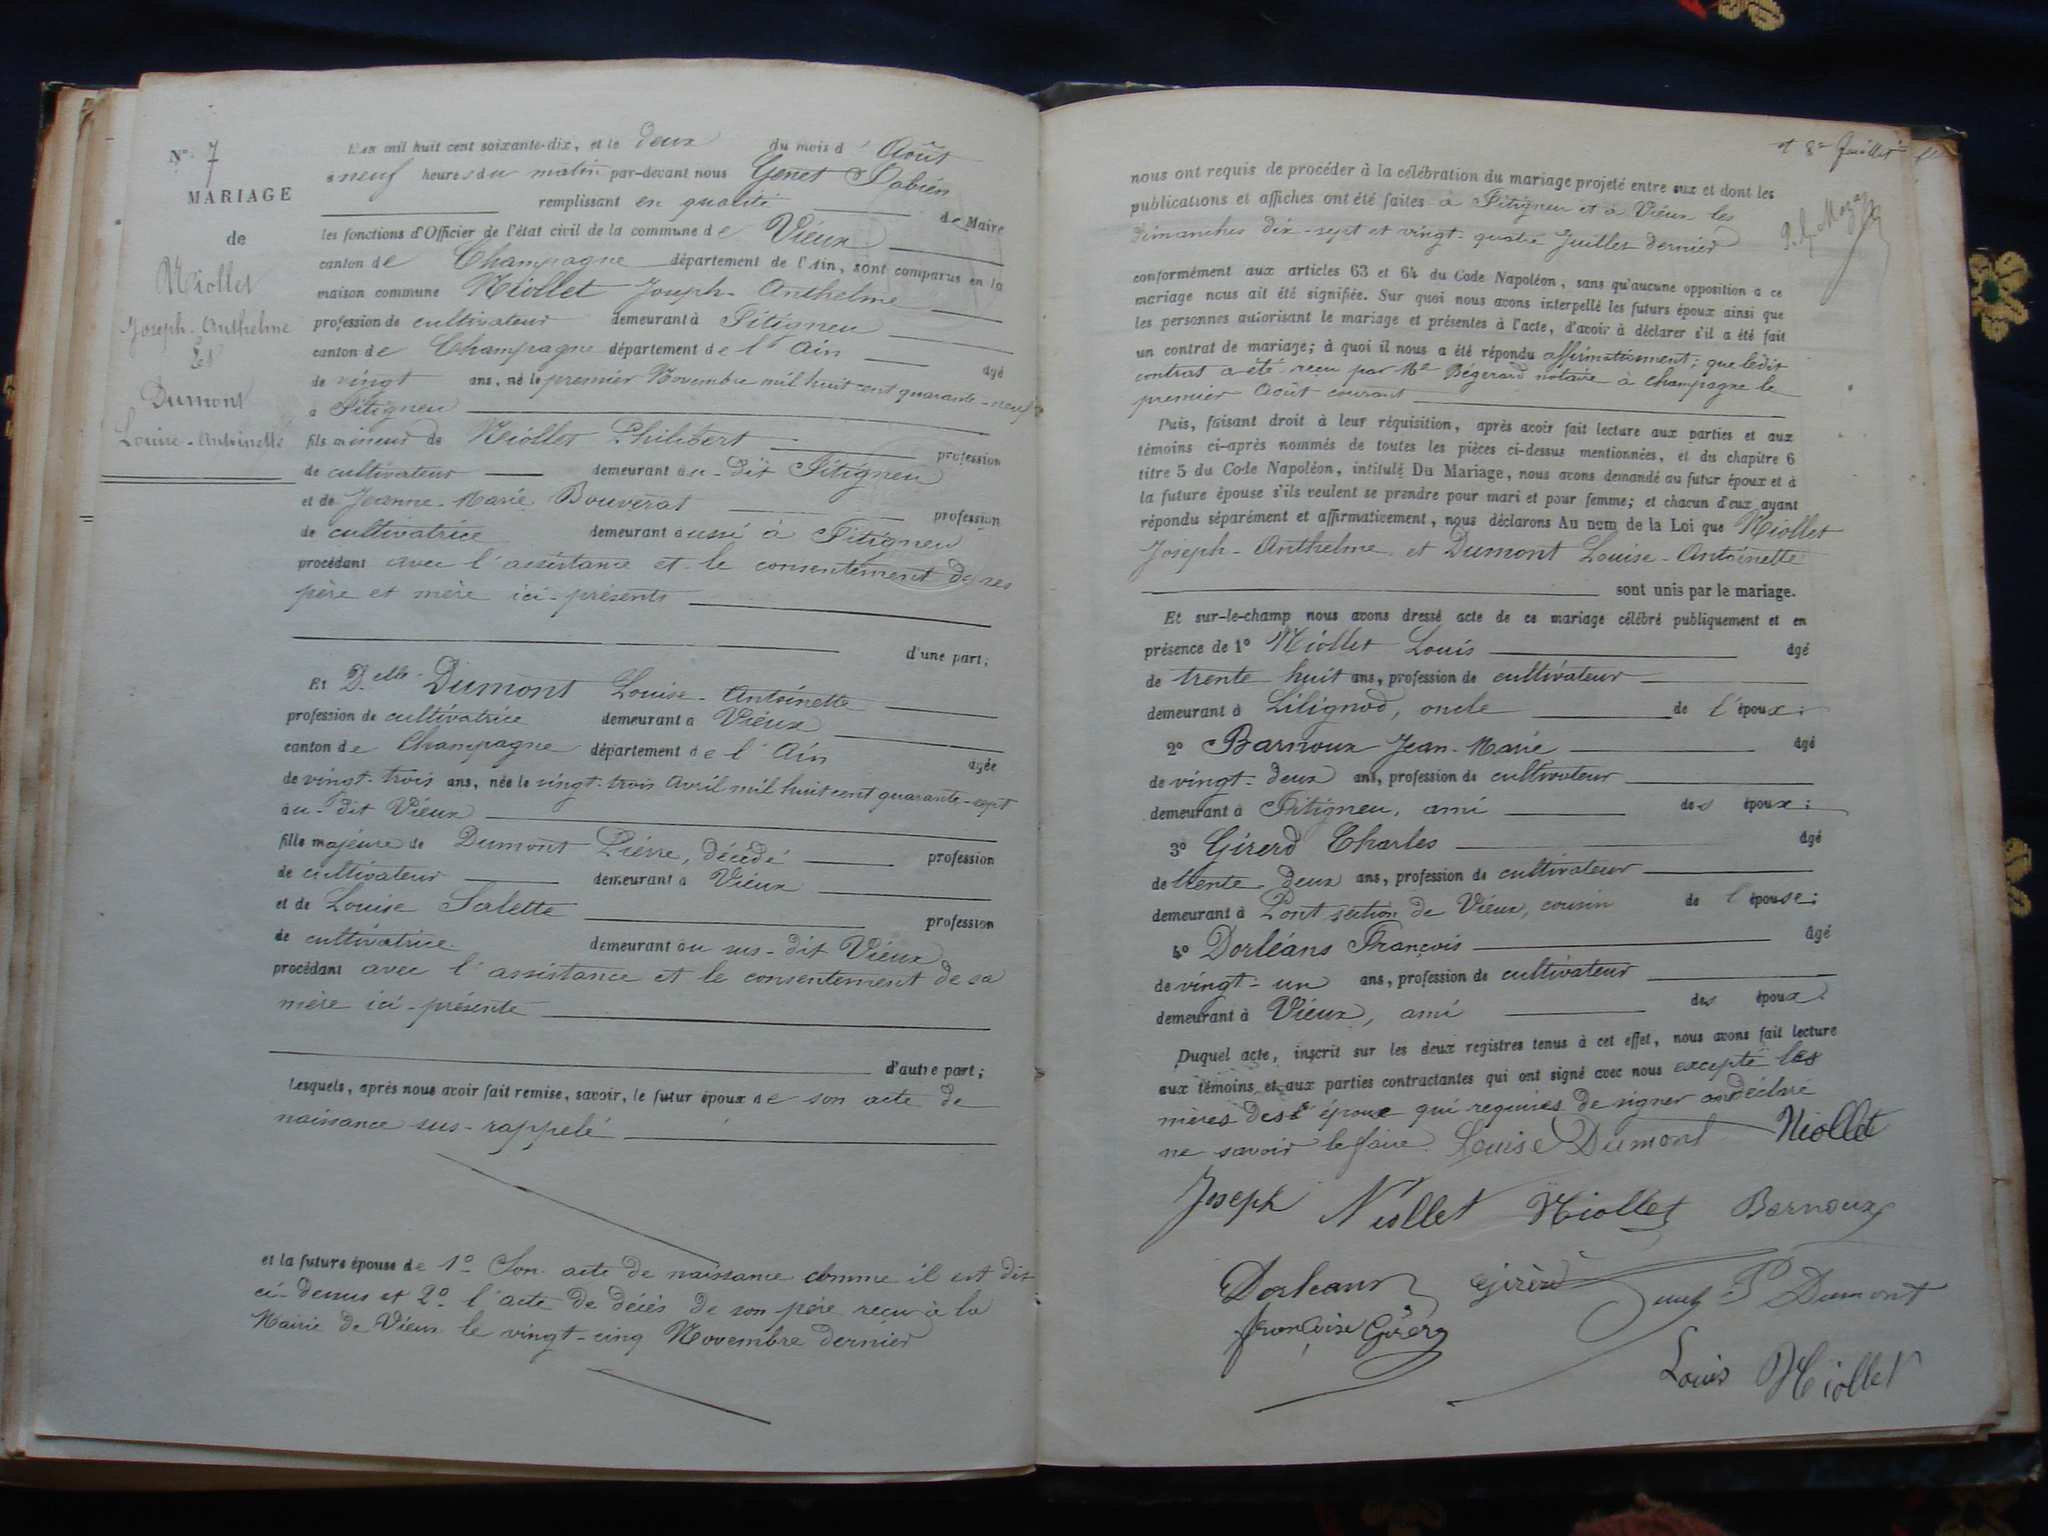 N° 7
MARIAGE
de
Niollet
Joseph-Anthelme
Et
Dumont
Louise-Antoinette
L'an mil huit cent soixante-dix, et le deux du mois d' Août
à neuf heures du matin par-devant nous Genet Fabien
remplissant en qualité de Maire
les fonctions d'Officier de l'état civil de la commune de Vieux
canton de Champagne département de l'Ain, sont comparus en la
maison commune Niollet Joseph-Anthelme
profession de cultivateur demeurant à Fitigneu
canton de Champagne département de l'Ain âgé
de vingt ans, né le premier Novembre mil huit cent quarante-neuf
à Fitigneu
fils mineur de Niollet Philibert profession
de cultivateur demeurant au-dit Fitigneu
et de Jeanne-Marie Bouverat profession
de cultivatrice demeurant aussi à Fitigneu
procédant avec l'assistance et le consentement de ses
père et mère ici-présents
d'une part;
Et Delle Dumont Louise-Antoinette
profession de cultivatrice demeurant à Vieux
canton de Champagne département de l'Ain âgée
de vingt-trois ans, née le vingt-trois Avril mil huit cent quarante-sept
au-dit Vieux
fille majeure de Dumont Pierre, décédé profession
de cultivateur demeurant à Vieux
et de Louise Salette profession
de cultivatrice demeurant au sus-dit Vieux
procédant avec l'assistance et le consentement de sa
mère ici-présente
d'autre part;
Lesquels, après nous avoir fait remise, savoir, le futur époux de son acte de
naissance sus-rappelé
et la future épouse de 1° Son acte de naissance comme il est dit
ci-dessus et 2° l'acte de décès de son père reçu à la
Mairie de Vieux le vingt-cinq Novembre dernier
et 8e Juillet
nous ont requis de procéder à la célébration du mariage projeté entre eux et dont les
publications et affiches ont été faites à Fitigneu et à Vieux les
dimanches dix-sept et vingt-quatre Juillet dernier
conformément aux articles 63 et 64 du Code Napoléon, sans qu'aucune opposition à ce
mariage nous ait été signifiée. Sur quoi nous avons interpellé les futurs époux ainsi que
les personnes autorisant le mariage et présentes à l'acte, d'avoir à déclarer s'il a été fait
un contrat de mariage; à quoi il nous a été répondu affirmativement; que ledit
contrat a été reçu par Me Bégerard notaire à Champagne le
premier Août courant
Puis, faisant droit à leur réquisition, après avoir fait lecture aux parties et aux
témoins ci-après nommés de toutes les pièces ci-dessus mentionnées, et du chapitre 6
titre 5 du Code Napoléon, intitulé Du Mariage, nous avons demandé au futur époux et à
la future épouse s'ils veulent se prendre pour mari et pour femme; et chacun d'eux ayant
répondu séparément et affirmativement, nous déclarons Au nom de la Loi que Niollet
Joseph-Anthelme et Dumont Louise-Antoinette
sont unis par le mariage.
Et sur-le-champ nous avons dressé acte de ce mariage célébré publiquement et en
présence de 1° Niollet Louis âgé
de trente huit ans, profession de cultivateur
demeurant à Lilignod, oncle de l'époux;
2° Barnoux Jean-Marie âgé
de vingt-deux ans, profession de cultivateur
demeurant à Fitigneu, ami des époux;
3° Girerd Charles âgé
de trente-deux ans, profession de cultivateur
demeurant à Pont section de Vieux, cousin de l'épouse;
4° Dorléans François âgé
de vingt-un ans, profession de cultivateur
demeurant à Vieux, ami des époux.
Duquel acte, inscrit sur les deux registres tenus à cet effet, nous avons fait lecture
aux témoins et aux parties contractantes qui ont signé avec nous excepté les
mères des époux qui requises de signer ont déclaré
ne savoir le faire. Louise Dumont Niollet
Joseph Niollet Niollet Barnoux
Dorleans Girerd P Dumont
françoise Girerd
Louis Niollet